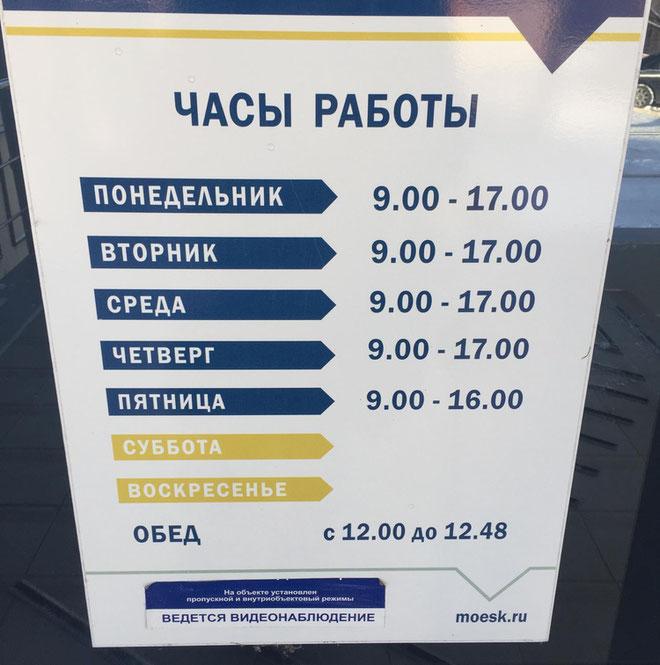 ЧАСЫ РАБОТЫ
ПОНЕДЕЛЬНИК 9.00 - 17.00
ВТОРНИК 9.00 - 17.00
СРЕДА 9.00 - 17.00
ЧЕТВЕРГ 9.00 - 17.00
ПЯТНИЦА 9.00 - 16.00
СУББОТА
ВОСКРЕСЕНЬЕ
ОБЕД с 12.00 до 12.48
На объекте установлен
пропускной и внутриобъектовый режимы
ВЕДЕТСЯ ВИДЕОНАБЛЮДЕНИЕ
moesk.ru